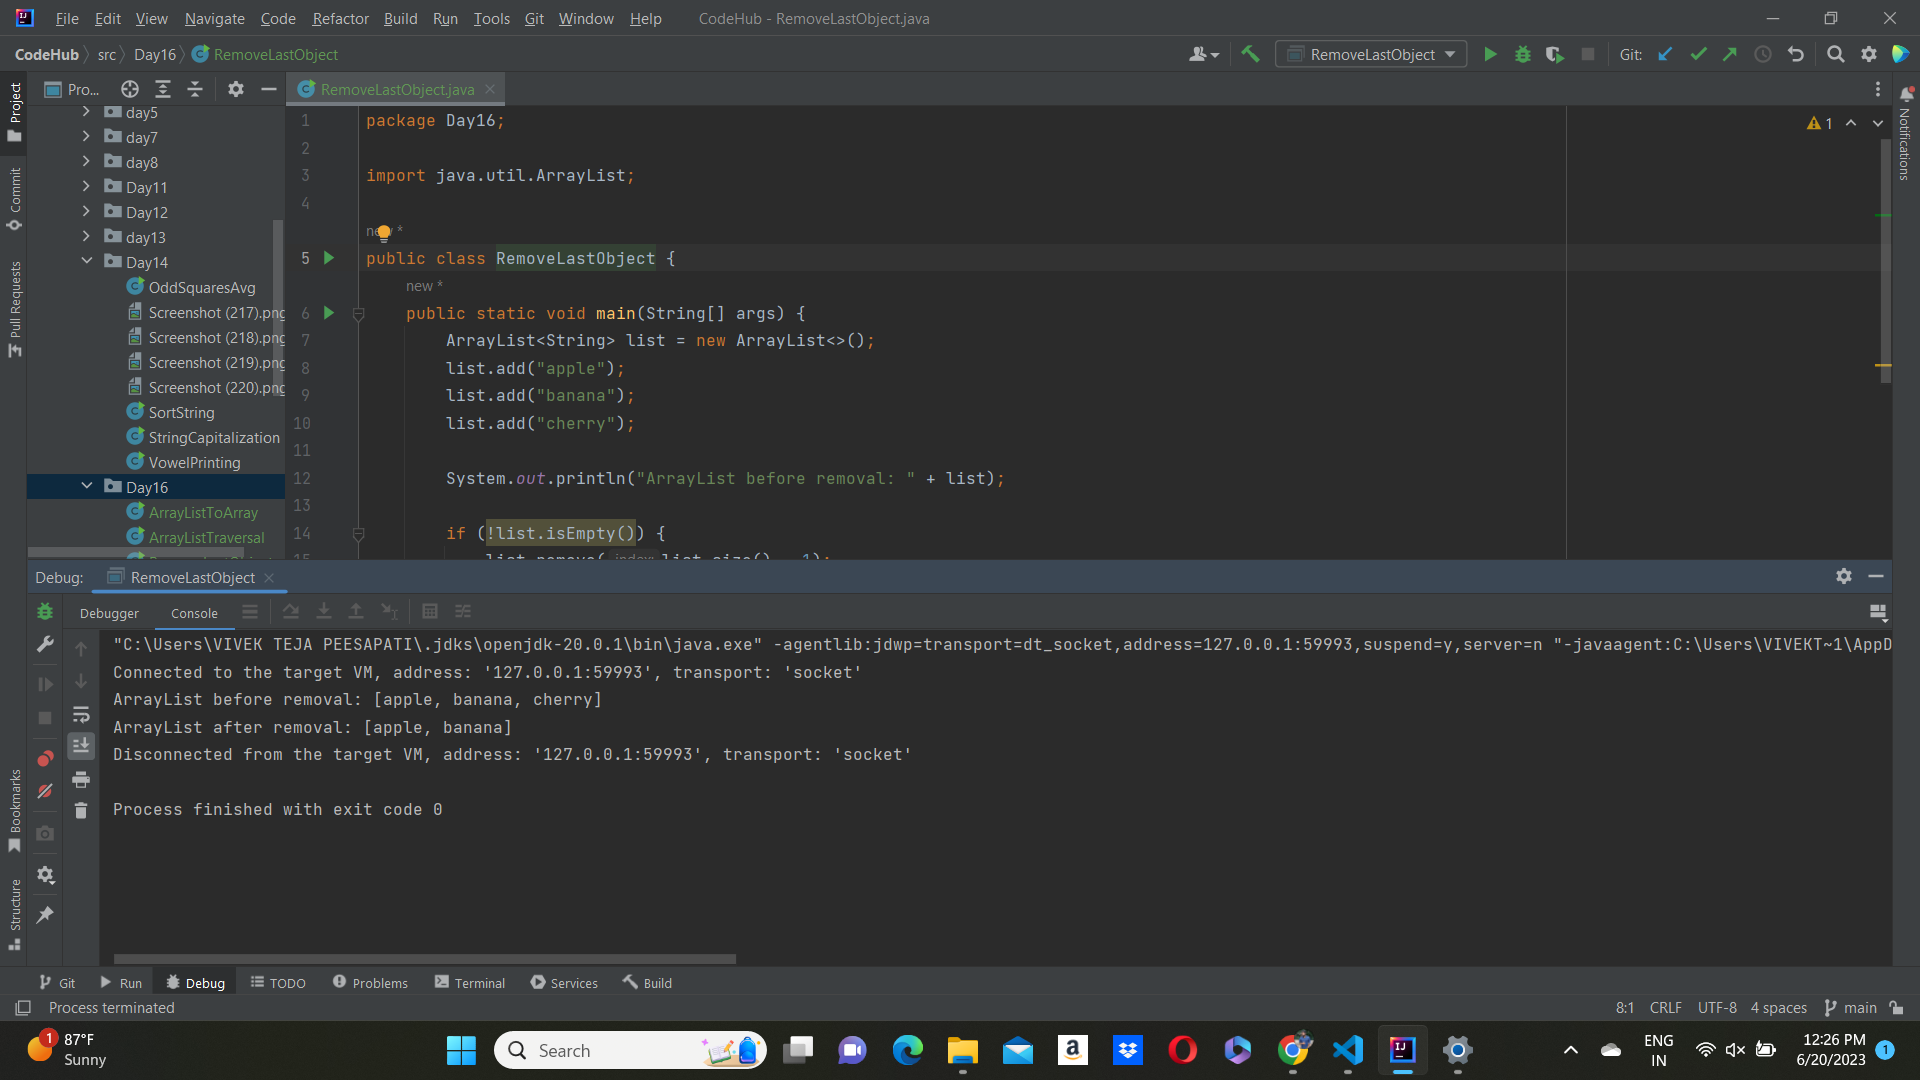 File Edit View Navigate Code Refactor Build Run Tools Git Window Help CodeHub - RemoveLastObject.java
CodeHub src Day16 RemoveLastObject
RemoveLastObject Git:
Project
Commit
Pull Requests
Bookmarks
Structure
Notifications
Pro...
day5
day7
day8
Day11
Day12
day13
Day14
OddSquaresAvg
Screenshot (217).png
Screenshot (218).png
Screenshot (219).png
Screenshot (220).png
SortString
StringCapitalization
VowelPrinting
Day16
ArrayListToArray
ArrayListTraversal
RemoveLastObject.java
1
1 package Day16;
2
3 import java.util.ArrayList;
4
new *
5 public class RemoveLastObject {
new *
6 public static void main(String[] args) {
7 ArrayList<String> list = new ArrayList<>();
8 list.add("apple");
9 list.add("banana");
10 list.add("cherry");
11
12 System.out.println("ArrayList before removal: " + list);
13
14 if (!list.isEmpty()) {
15 list.remove( index: list.size() - 1);
Debug: RemoveLastObject
Debugger Console
"C:\Users\VIVEK TEJA PEESAPATI\.jdks\openjdk-20.0.1\bin\java.exe" -agentlib:jdwp=transport=dt_socket,address=127.0.0.1:59993,suspend=y,server=n "-javaagent:C:\Users\VIVEKT~1\AppD
Connected to the target VM, address: '127.0.0.1:59993', transport: 'socket'
ArrayList before removal: [apple, banana, cherry]
ArrayList after removal: [apple, banana]
Disconnected from the target VM, address: '127.0.0.1:59993', transport: 'socket'
Process finished with exit code 0
Git Run Debug TODO Problems Terminal Services Build
Process terminated 8:1 CRLF UTF-8 4 spaces main
1
87°F
Sunny
Search
ENG
IN
12:26 PM
6/20/2023
1